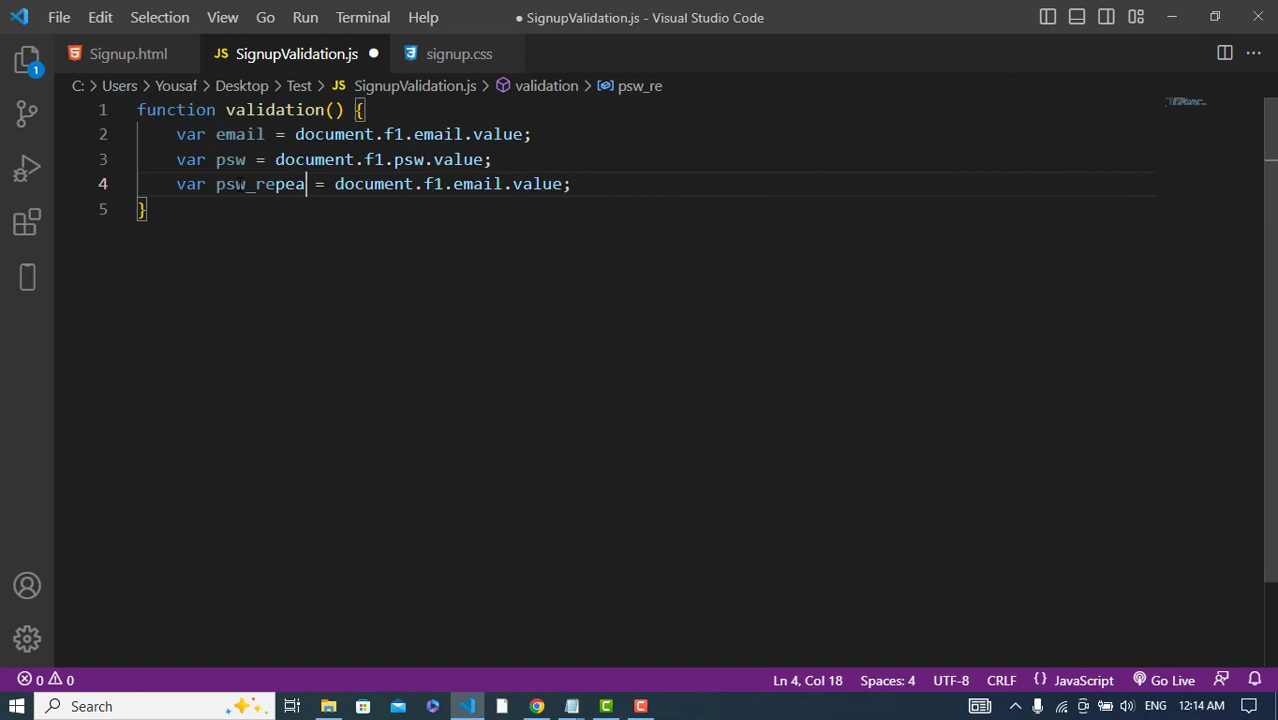 File Edit Selection View Go Run Terminal Help
● SignupValidation.js - Visual Studio Code
Signup.html
JS SignupValidation.js
signup.css
C: > Users > Yousaf > Desktop > Test > JS SignupValidation.js > validation > psw_re
1 function validation() {
2 var email = document.f1.email.value;
3 var psw = document.f1.psw.value;
4 var psw_repea = document.f1.email.value;
5 }
1
0 0
Ln 4, Col 18
Spaces: 4
UTF-8
CRLF
{} JavaScript
Go Live
Search
ENG
12:14 AM